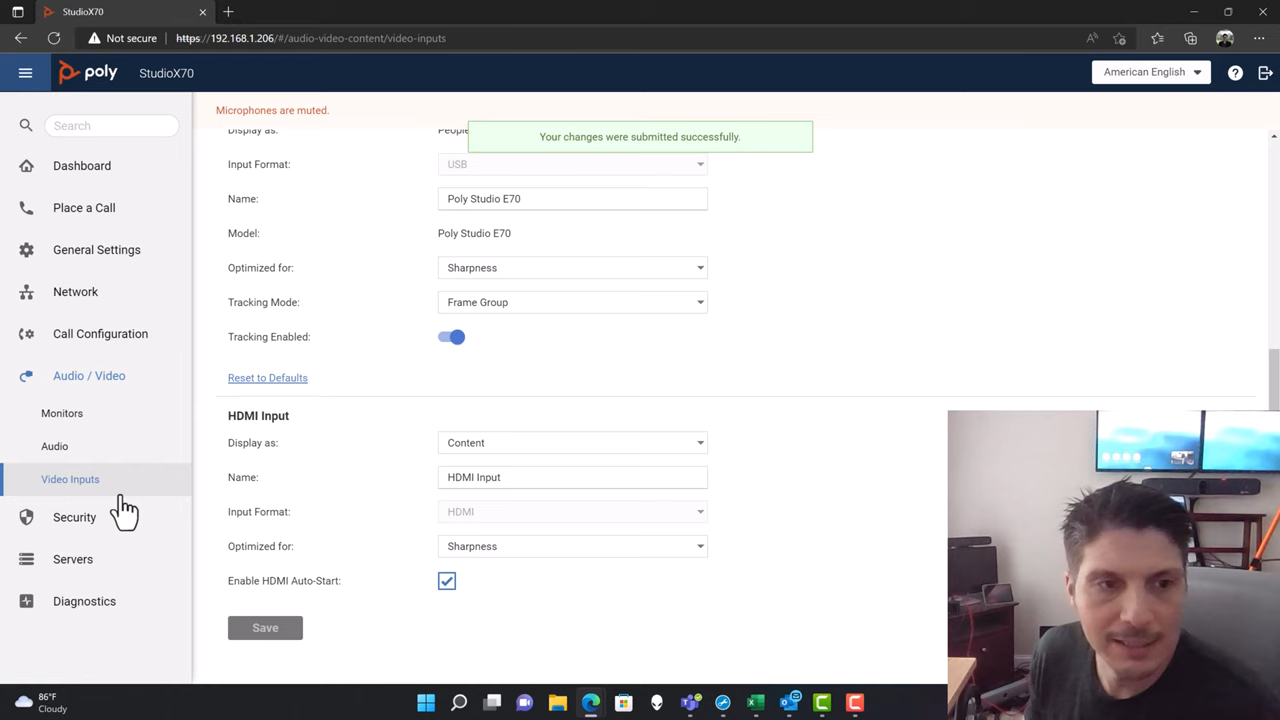 StudioX70
Not secure
https://192.168.1.206/#/audio-video-content/video-inputs
poly
StudioX70
American English
Search
Microphones are muted.
Your changes were submitted successfully.
Dashboard
Place a Call
General Settings
Network
Call Configuration
Audio / Video
Monitors
Audio
Video Inputs
Security
Servers
Diagnostics
Display as:
People
Input Format:
USB
Name:
Poly Studio E70
Model:
Poly Studio E70
Optimized for:
Sharpness
Tracking Mode:
Frame Group
Tracking Enabled:
Reset to Defaults
HDMI Input
Display as:
Content
Name:
HDMI Input
Input Format:
HDMI
Optimized for:
Sharpness
Enable HDMI Auto-Start:
Save
86°F
Cloudy